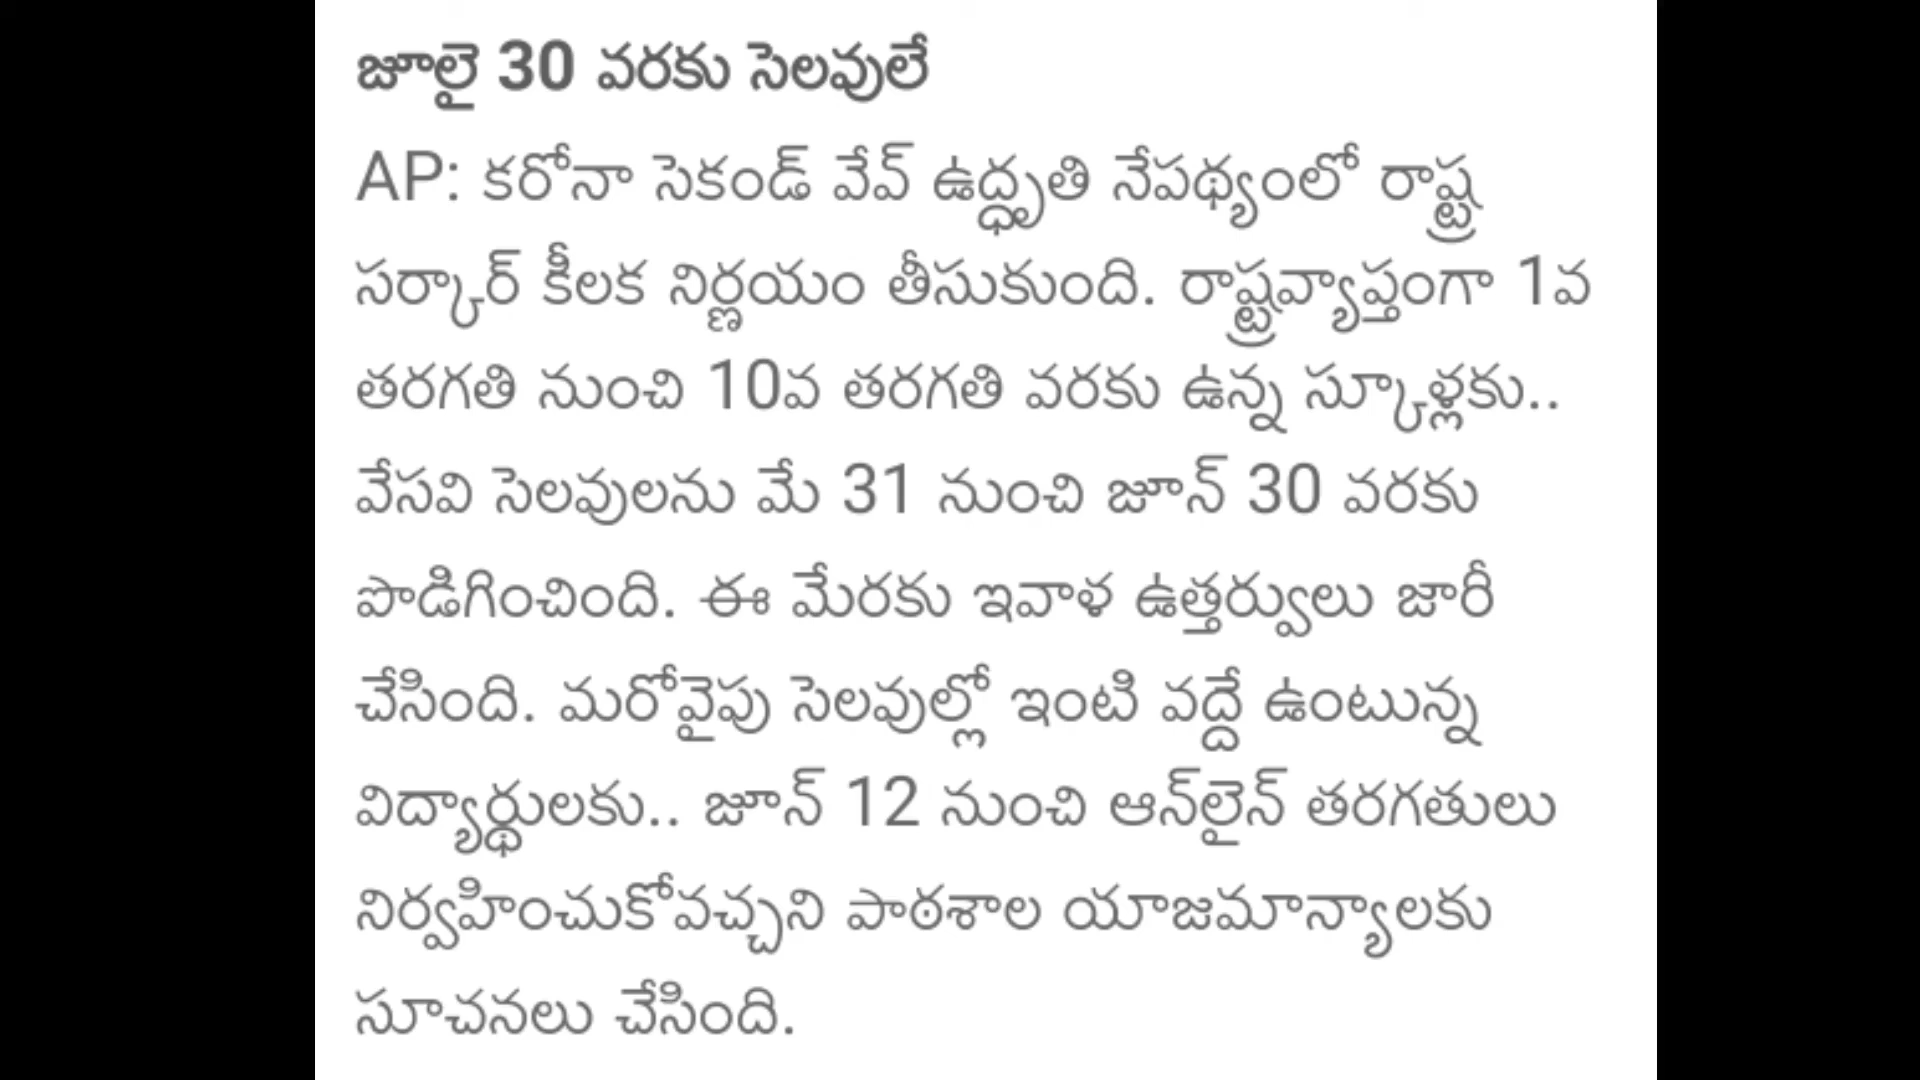 జూలై 30 వరకు సెలవులే
AP: కరోనా సెకండ్ వేవ్ ఉద్ధృతి నేపథ్యంలో రాష్ట్ర
సర్కార్ కీలక నిర్ణయం తీసుకుంది. రాష్ట్రవ్యాప్తంగా 1వ
తరగతి నుంచి 10వ తరగతి వరకు ఉన్న స్కూళ్లకు..
వేసవి సెలవులను మే 31 నుంచి జూన్ 30 వరకు
పొడిగించింది. ఈ మేరకు ఇవాళ ఉత్తర్వులు జారీ
చేసింది. మరోవైపు సెలవుల్లో ఇంటి వద్దే ఉంటున్న
విద్యార్థులకు.. జూన్ 12 నుంచి ఆన్‌లైన్ తరగతులు
నిర్వహించుకోవచ్చని పాఠశాల యాజమాన్యాలకు
సూచనలు చేసింది.